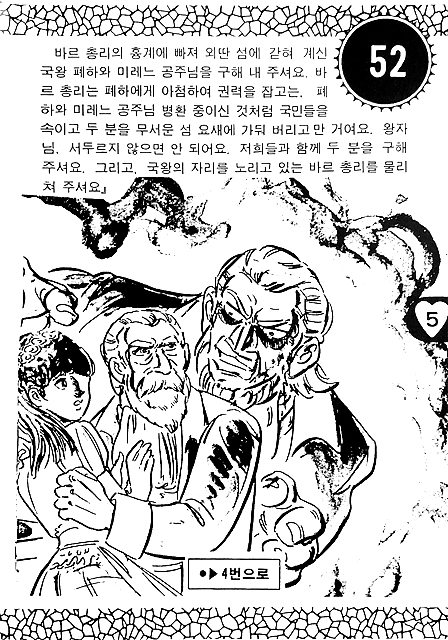 52
바르 총리의 흉계에 빠져 외딴 섬에 갇혀 계신
국왕 폐하와 미레느 공주님을 구해 내 주셔요. 바
르 총리는 폐하에게 아첨하여 권력을 잡고는, 폐
하와 미레느 공주님 병환 중이신 것처럼 국민들을
속이고 두 분을 무서운 섬 요새에 가둬 버리고만 거여요. 왕자
님, 서두르지 않으면 안 되어요. 저희들과 함께 두 분을 구해
주셔요. 그리고, 국왕의 자리를 노리고 있는 바르 총리를 물리
쳐 주셔요』
5
●▶4번으로